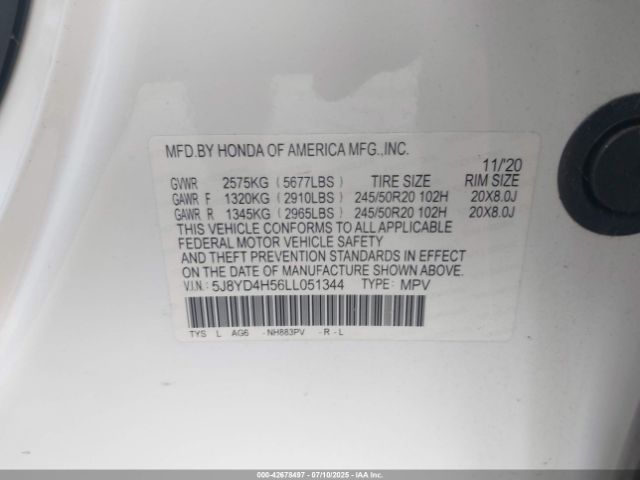 MFD.BY HONDA OF AMERICA MFG.,INC.
11/'20
GVWR 2575KG (5677LBS) TIRE SIZE RIM SIZE
GAWR F 1320KG (2910LBS) 245/50R20 102H 20X8.0J
GAWR R 1345KG (2965LBS) 245/50R20 102H 20X8.0J
THIS VEHICLE CONFORMS TO ALL APPLICABLE
FEDERAL MOTOR VEHICLE SAFETY
AND THEFT PREVENTION STANDARDS IN EFFECT
ON THE DATE OF MANUFACTURE SHOWN ABOVE.
V.I.N.: 5J8YD4H56LL051344 TYPE: MPV
TYS L AG6 -NH883PV -R-L
000-42678497 - 07/10/2025 - IAAI.COM